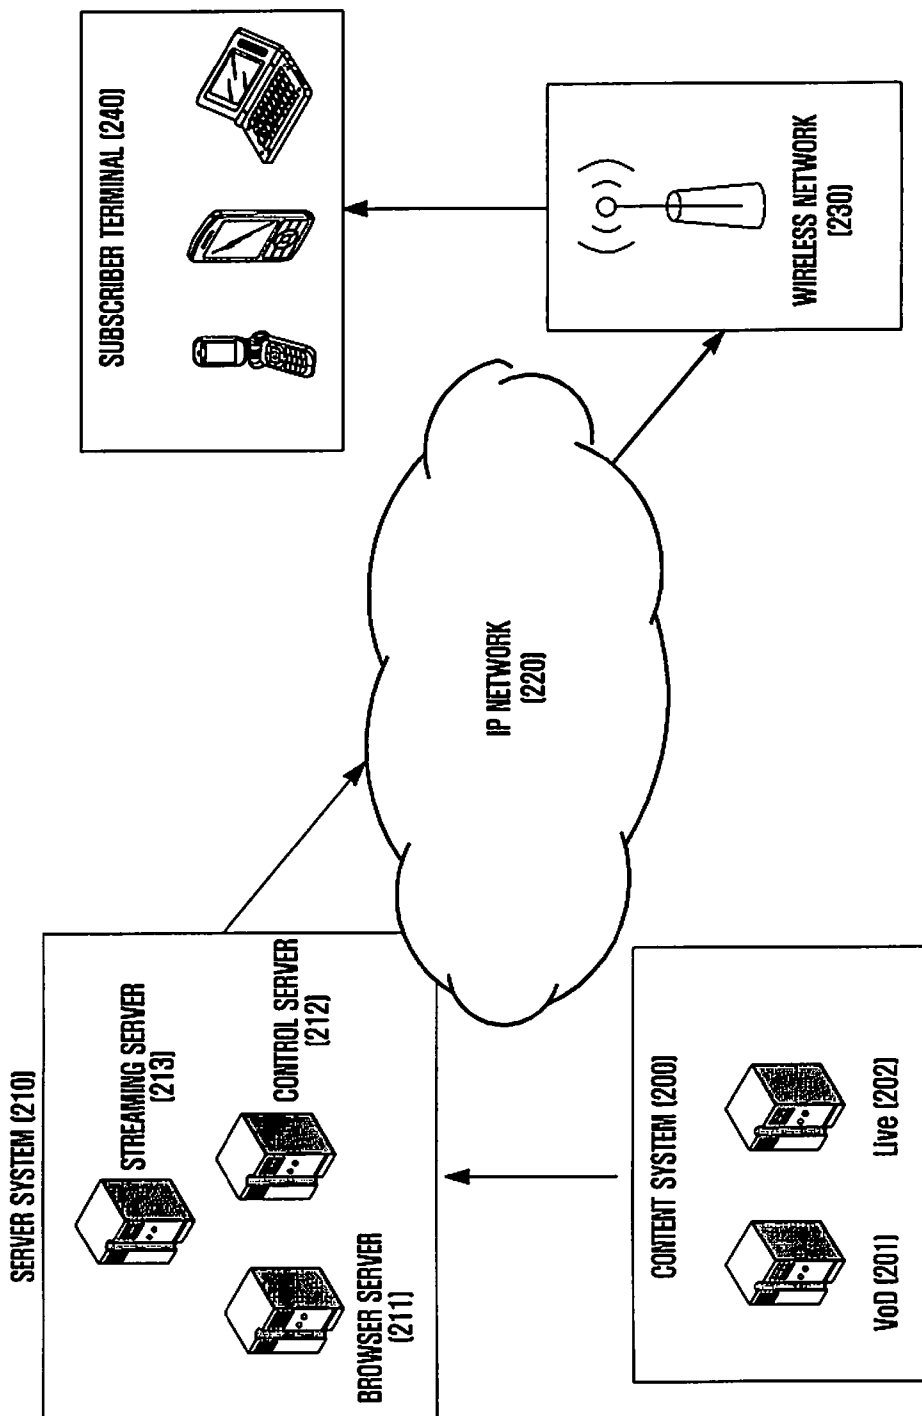 SERVER SYSTEM (210)
STREAMING SERVER
(213)
CONTROL SERVER
(212)
BROWSER SERVER
(211)
CONTENT SYSTEM (200)
VoD (201)
Live (202)
IP NETWORK
(220)
WIRELESS NETWORK
(230)
SUBSCRIBER TERMINAL (240)